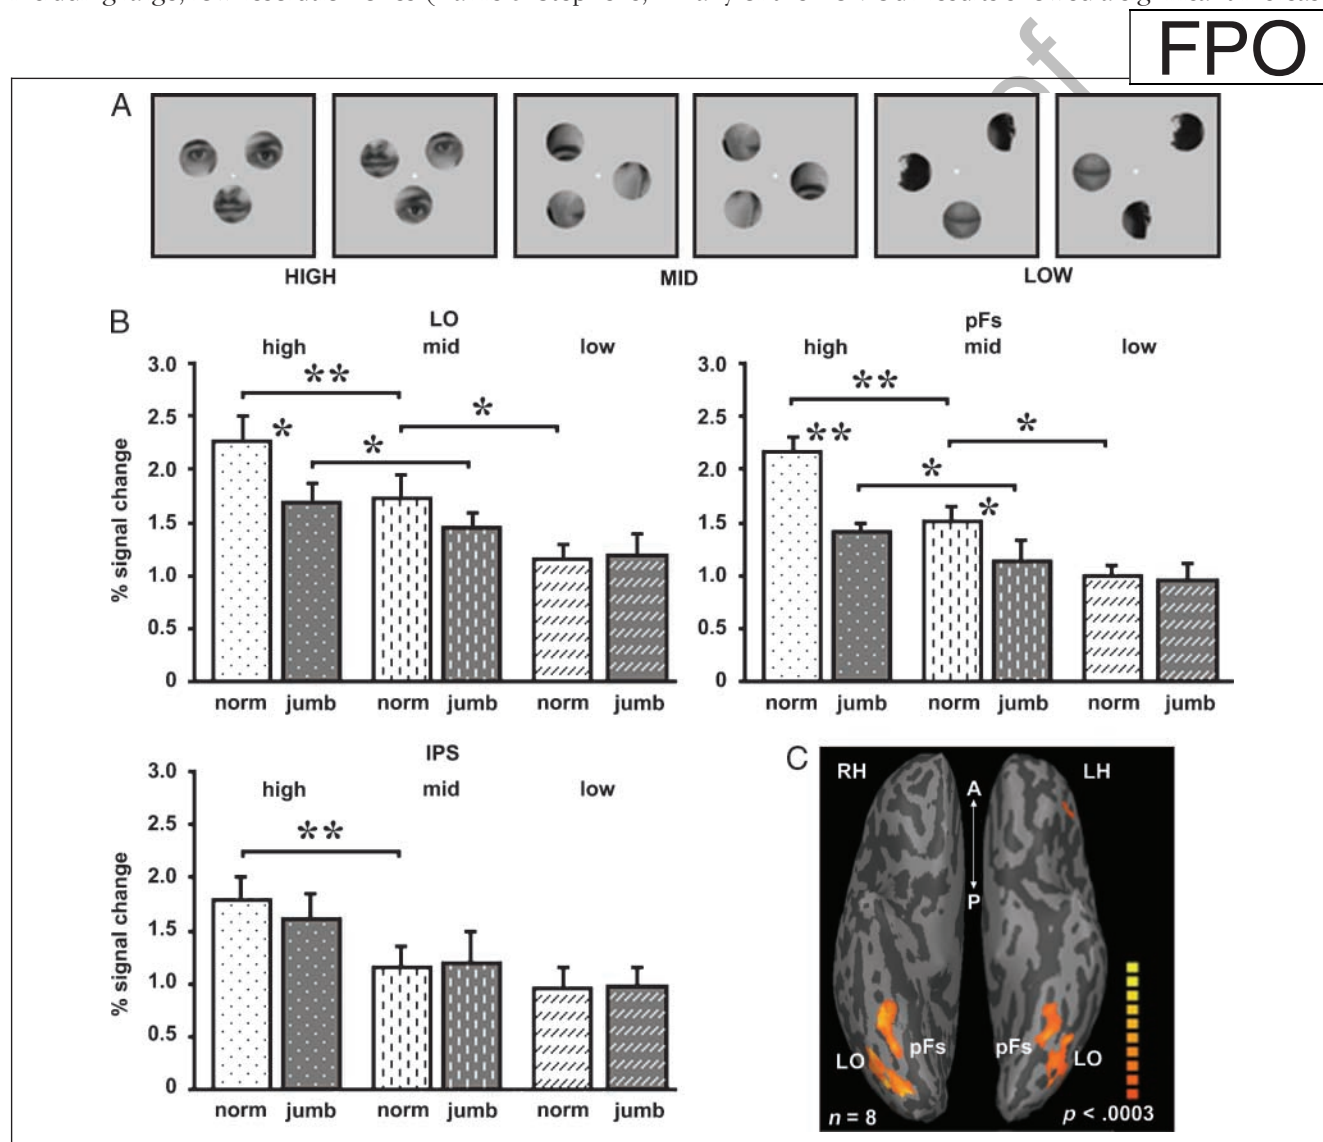 FPO
A
HIGH MID LOW
B
LO
high mid low
3.0
2.5
2.0
1.5
1.0
0.5
0
% signal change
** * * *
norm jumb norm jumb norm jumb
pFs
high mid low
3.0
2.5
2.0
1.5
1.0
0.5
0
** ** * * *
norm jumb norm jumb norm jumb
IPS
high mid low
3.0
2.5
2.0
1.5
1.0
0.5
0
% signal change
**
norm jumb norm jumb norm jumb
C
RH LH
A
P
pFs pFs
LO LO
n = 8 p < .0003